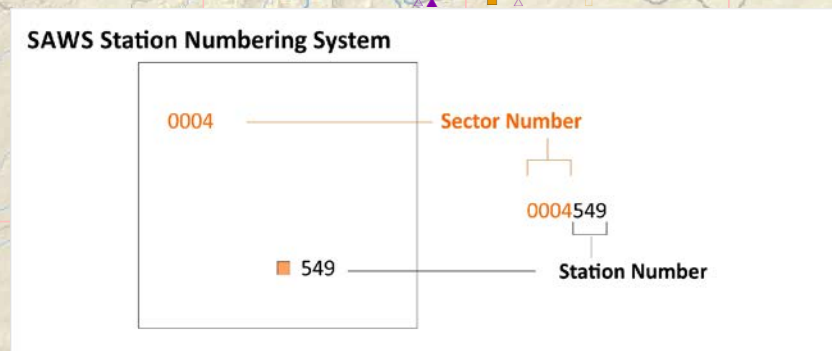 SAWS Station Numbering System
0004
Sector Number
0004549
549
Station Number